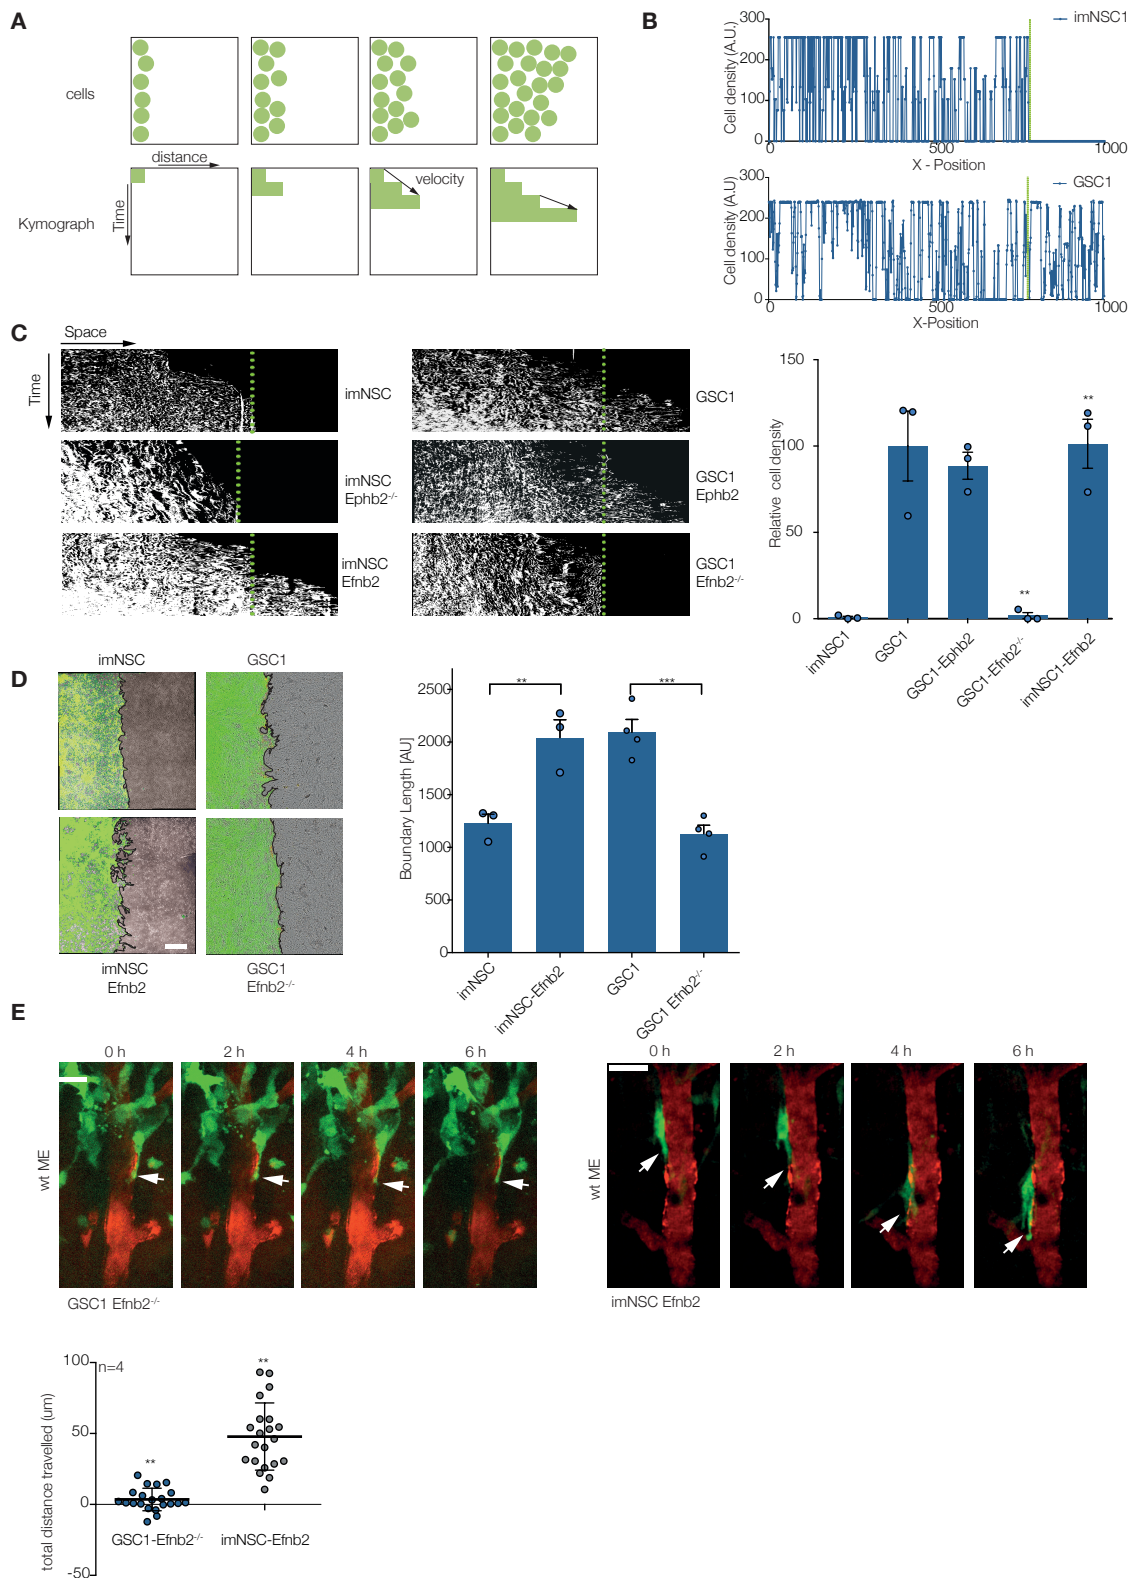 A
cells
distance
Time
Kymograph
velocity
B
imNSC1
Cell density (A.U.)
300
200
100
0
0
500
1000
X - Position
GSC1
Cell density (A.U)
300
200
100
0
0
500
1000
X-Position
C
Space
Time
imNSC
imNSC
Ephb2-/-
imNSC
Efnb2
GSC1
GSC1
Ephb2
GSC1
Efnb2-/-
Relative cell density
150
100
50
0
**
**
imNSC1
GSC1
GSC1-Ephb2
GSC1-Efnb2-/-
imNSC1-Efnb2
D
imNSC
GSC1
imNSC
Efnb2
GSC1
Efnb2-/-
Boundary Length [AU]
2500
2000
1500
1000
500
0
**
***
imNSC
imNSC-Efnb2
GSC1
GSC1 Efnb2-/-
E
0 h
2 h
4 h
6 h
wt ME
GSC1 Efnb2-/-
0 h
2 h
4 h
6 h
wt ME
imNSC Efnb2
total distance travelled (um)
100
50
0
-50
n=4
**
**
GSC1-Efnb2-/-
imNSC-Efnb2